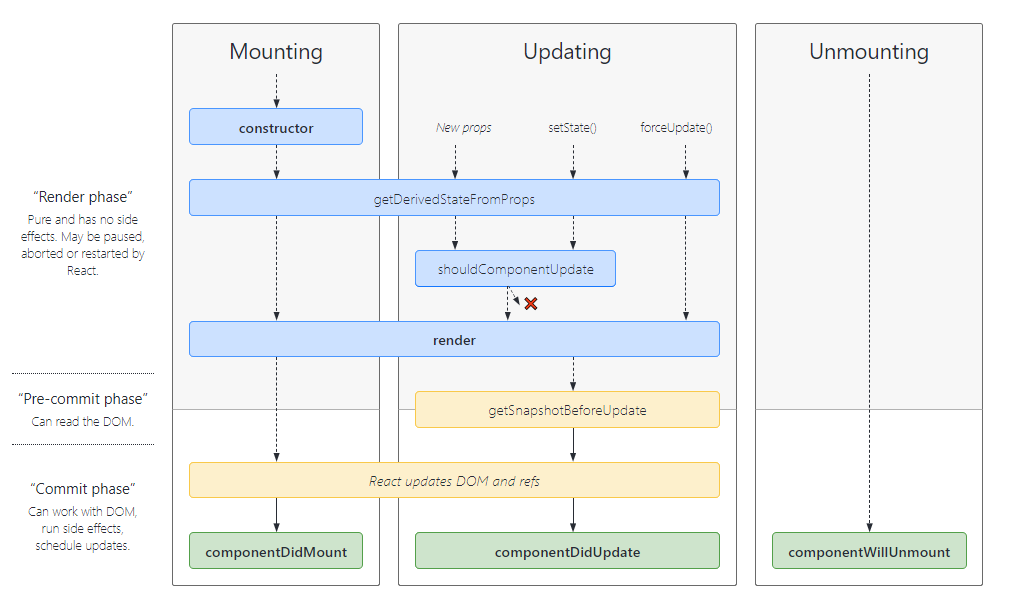 Mounting
Updating
Unmounting
constructor
New props
setState()
forceUpdate()
“Render phase”
Pure and has no side
effects. May be paused,
aborted or restarted by
React.
getDerivedStateFromProps
shouldComponentUpdate
render
“Pre-commit phase”
Can read the DOM.
getSnapshotBeforeUpdate
“Commit phase”
Can work with DOM,
run side effects,
schedule updates.
React updates DOM and refs
componentDidMount
componentDidUpdate
componentWillUnmount